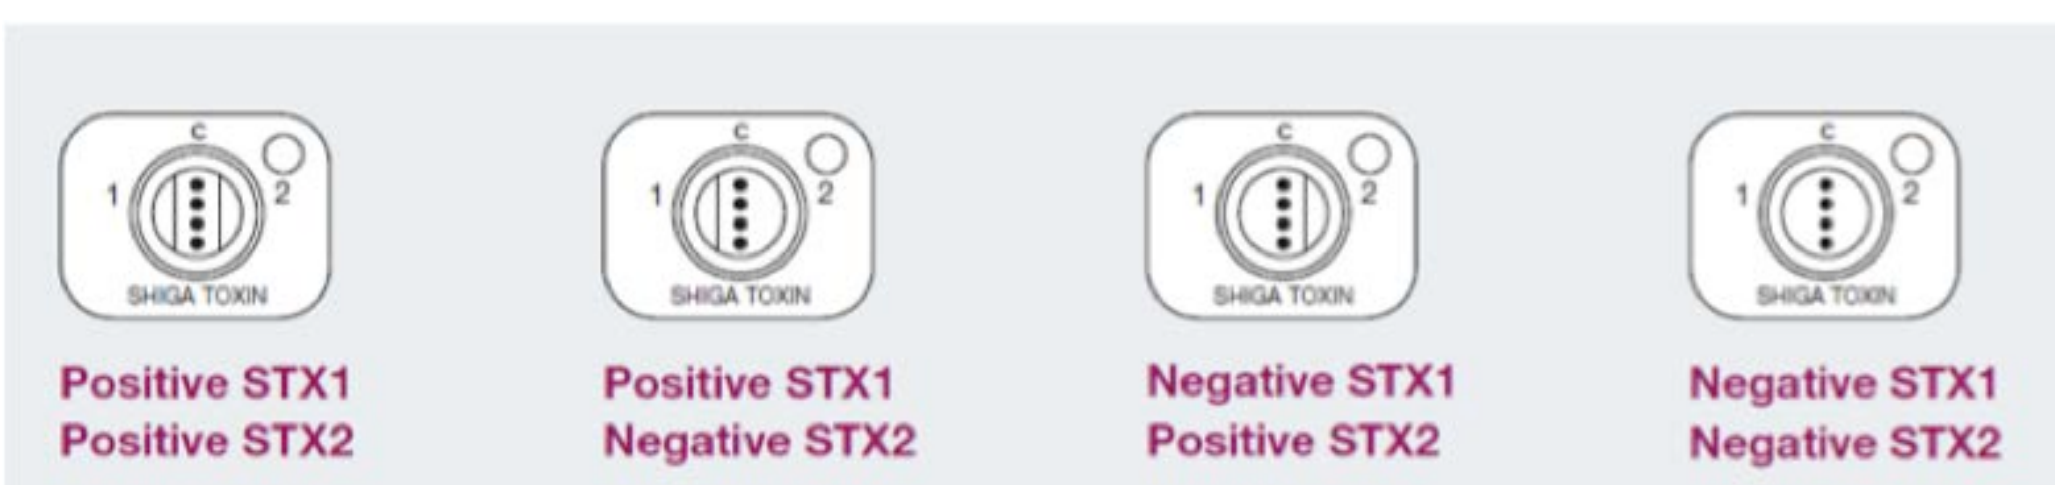 C
1 2
SHIGA TOXIN
Positive STX1
Positive STX2
C
1 2
SHIGA TOXIN
Positive STX1
Negative STX2
C
1 2
SHIGA TOXIN
Negative STX1
Positive STX2
C
1 2
SHIGA TOXIN
Negative STX1
Negative STX2